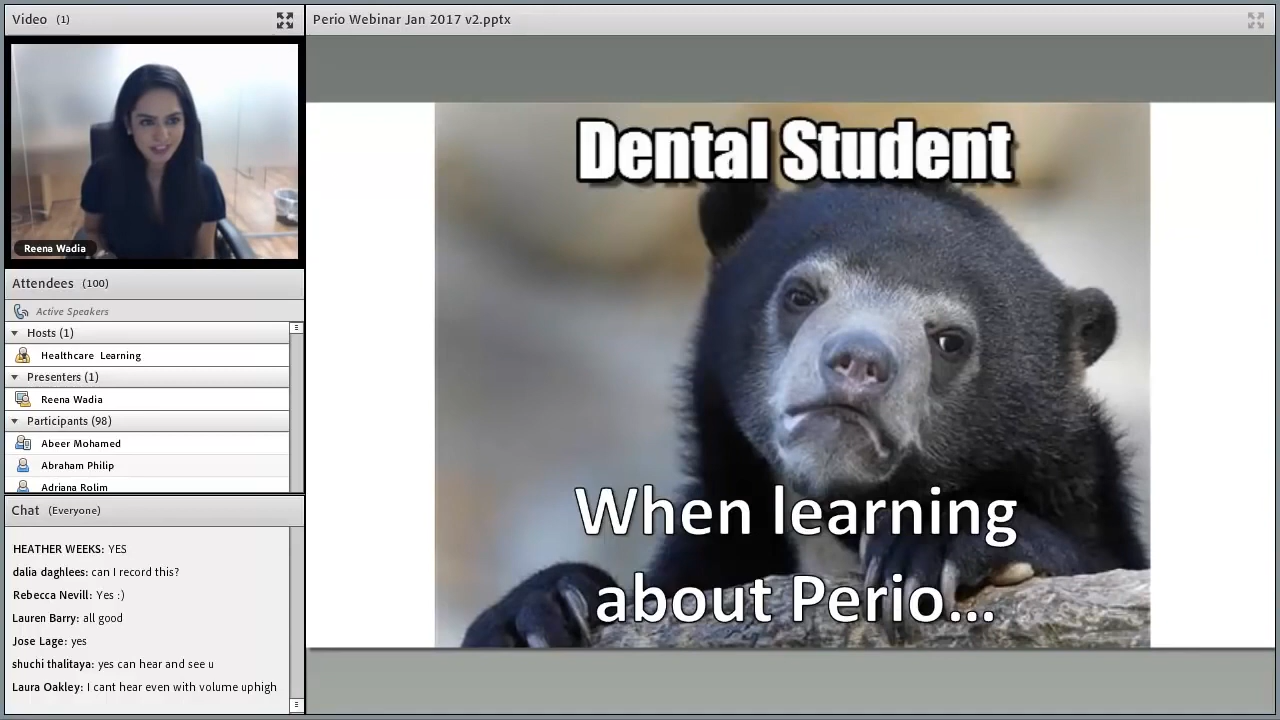 Video (1)
Perio Webinar Jan 2017 v2.pptx
Reena Wadia
Attendees (100)
Active Speakers
Hosts (1)
Healthcare Learning
Presenters (1)
Reena Wadia
Participants (98)
Abeer Mohamed
Abraham Philip
Adriana Rolim
Chat (Everyone)
HEATHER WEEKS: YES
dalia daghlees: can I record this?
Rebecca Nevill: Yes :)
Lauren Barry: all good
Jose Lage: yes
shuchi thalitaya: yes can hear and see u
Laura Oakley: I cant hear even with volume uphigh
Dental Student
When learning
about Perio...